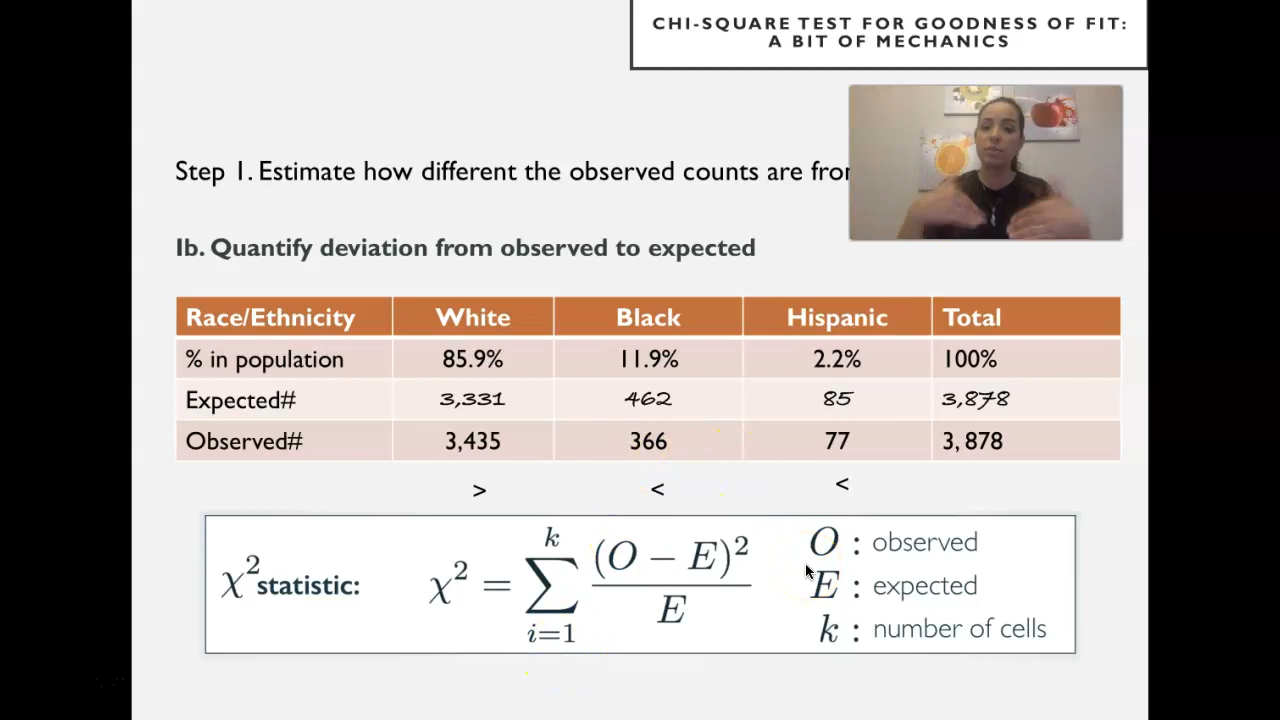 CHI-SQUARE TEST FOR GOODNESS OF FIT:
A BIT OF MECHANICS
Step 1. Estimate how different the observed counts are from
1b. Quantify deviation from observed to expected
Race/Ethnicity White Black Hispanic Total
% in population 85.9% 11.9% 2.2% 100%
Expected# 3,331 462 85 3,878
Observed# 3,435 366 77 3, 878
> < <
χ² statistic: χ² = ∑ k i=1 (O − E)² / E
O : observed
E : expected
k : number of cells